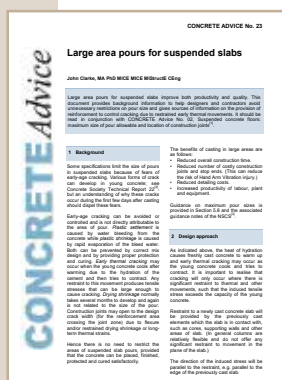 CONCRETE ADVICE No. 23
CONCRETE Advice
Large area pours for suspended slabs
John Clarke, MA PhD MICE MIStructE CEng
Large area pours for suspended slabs improve both productivity and quality. This
document provides background information to help designers and contractors avoid
unnecessary restrictions on pour size and gives sources of information on the provision of
reinforcement to control cracking due to restrained early thermal movements. It should be
read in conjunction with CONCRETE Advice No. 02, Suspended concrete floors:
maximum size of pour allowable and location of construction joints
1 Background
Some specifications limit the size of pours
in suspended slabs because of fears of
early-age cracking. Various forms of crack
can develop in young concrete, see
Concrete Society Technical Report 22
but an understanding of why these cracks
occur during the first few days after casting
should dispel these fears.
Early-age cracking can be avoided or
controlled and is not directly attributable to
the area of pour. Plastic settlement is
caused by water bleeding from the
concrete while plastic shrinkage is caused
by rapid evaporation of the bleed water.
Both can be prevented by correct mix
design and by providing proper protection
and curing. Early thermal cracking may
occur when the young concrete cools after
warming due to the hydration of the
cement and then tries to contract. Any
restraint to this movement produces tensile
stresses that can be large enough to
cause cracking. Drying shrinkage normally
takes several months to develop and again
is not related to the size of the pour.
Construction joints may open to the design
crack width (for the reinforcement area
crossing the joint zone) due to flexure
and/or restrained drying shrinkage or long-
term thermal strains.
Hence there is no need to restrict the
areas of suspended slab pours, provided
that the concrete can be placed, finished,
protected and cured satisfactorily.
The benefits of casting in large areas are
as follows:
• Reduced overall construction time.
• Reduced number of costly construction
joints and stop ends. (This can reduce
the risk of Hand Arm Vibration injury.)
• Reduced detailing costs.
• Increased productivity of labour, plant
and equipment.
Guidance on maximum pour sizes is
provided in Section 5.8 and the associated
guidance notes of the NSCS
2 Design approach
As indicated above, the heat of hydration
causes freshly cast concrete to warm up
and early thermal cracking may occur as
the young concrete cools and tries to
contract. It is important to realise that
cracking will only occur where there is
significant restraint to thermal and other
movements, such that the induced tensile
stress exceeds the capacity of the young
concrete.
Restraint to a newly cast concrete slab will
be provided by the previously cast
elements which the slab is in contact with,
such as cores, supporting walls and other
areas of slab. (In general columns are
relatively flexible and do not offer any
significant restraint to movement in the
plane of the slab.)
The direction of the induced stress will be
parallel to the restraint, e.g. parallel to the
edge of the previously cast slab.